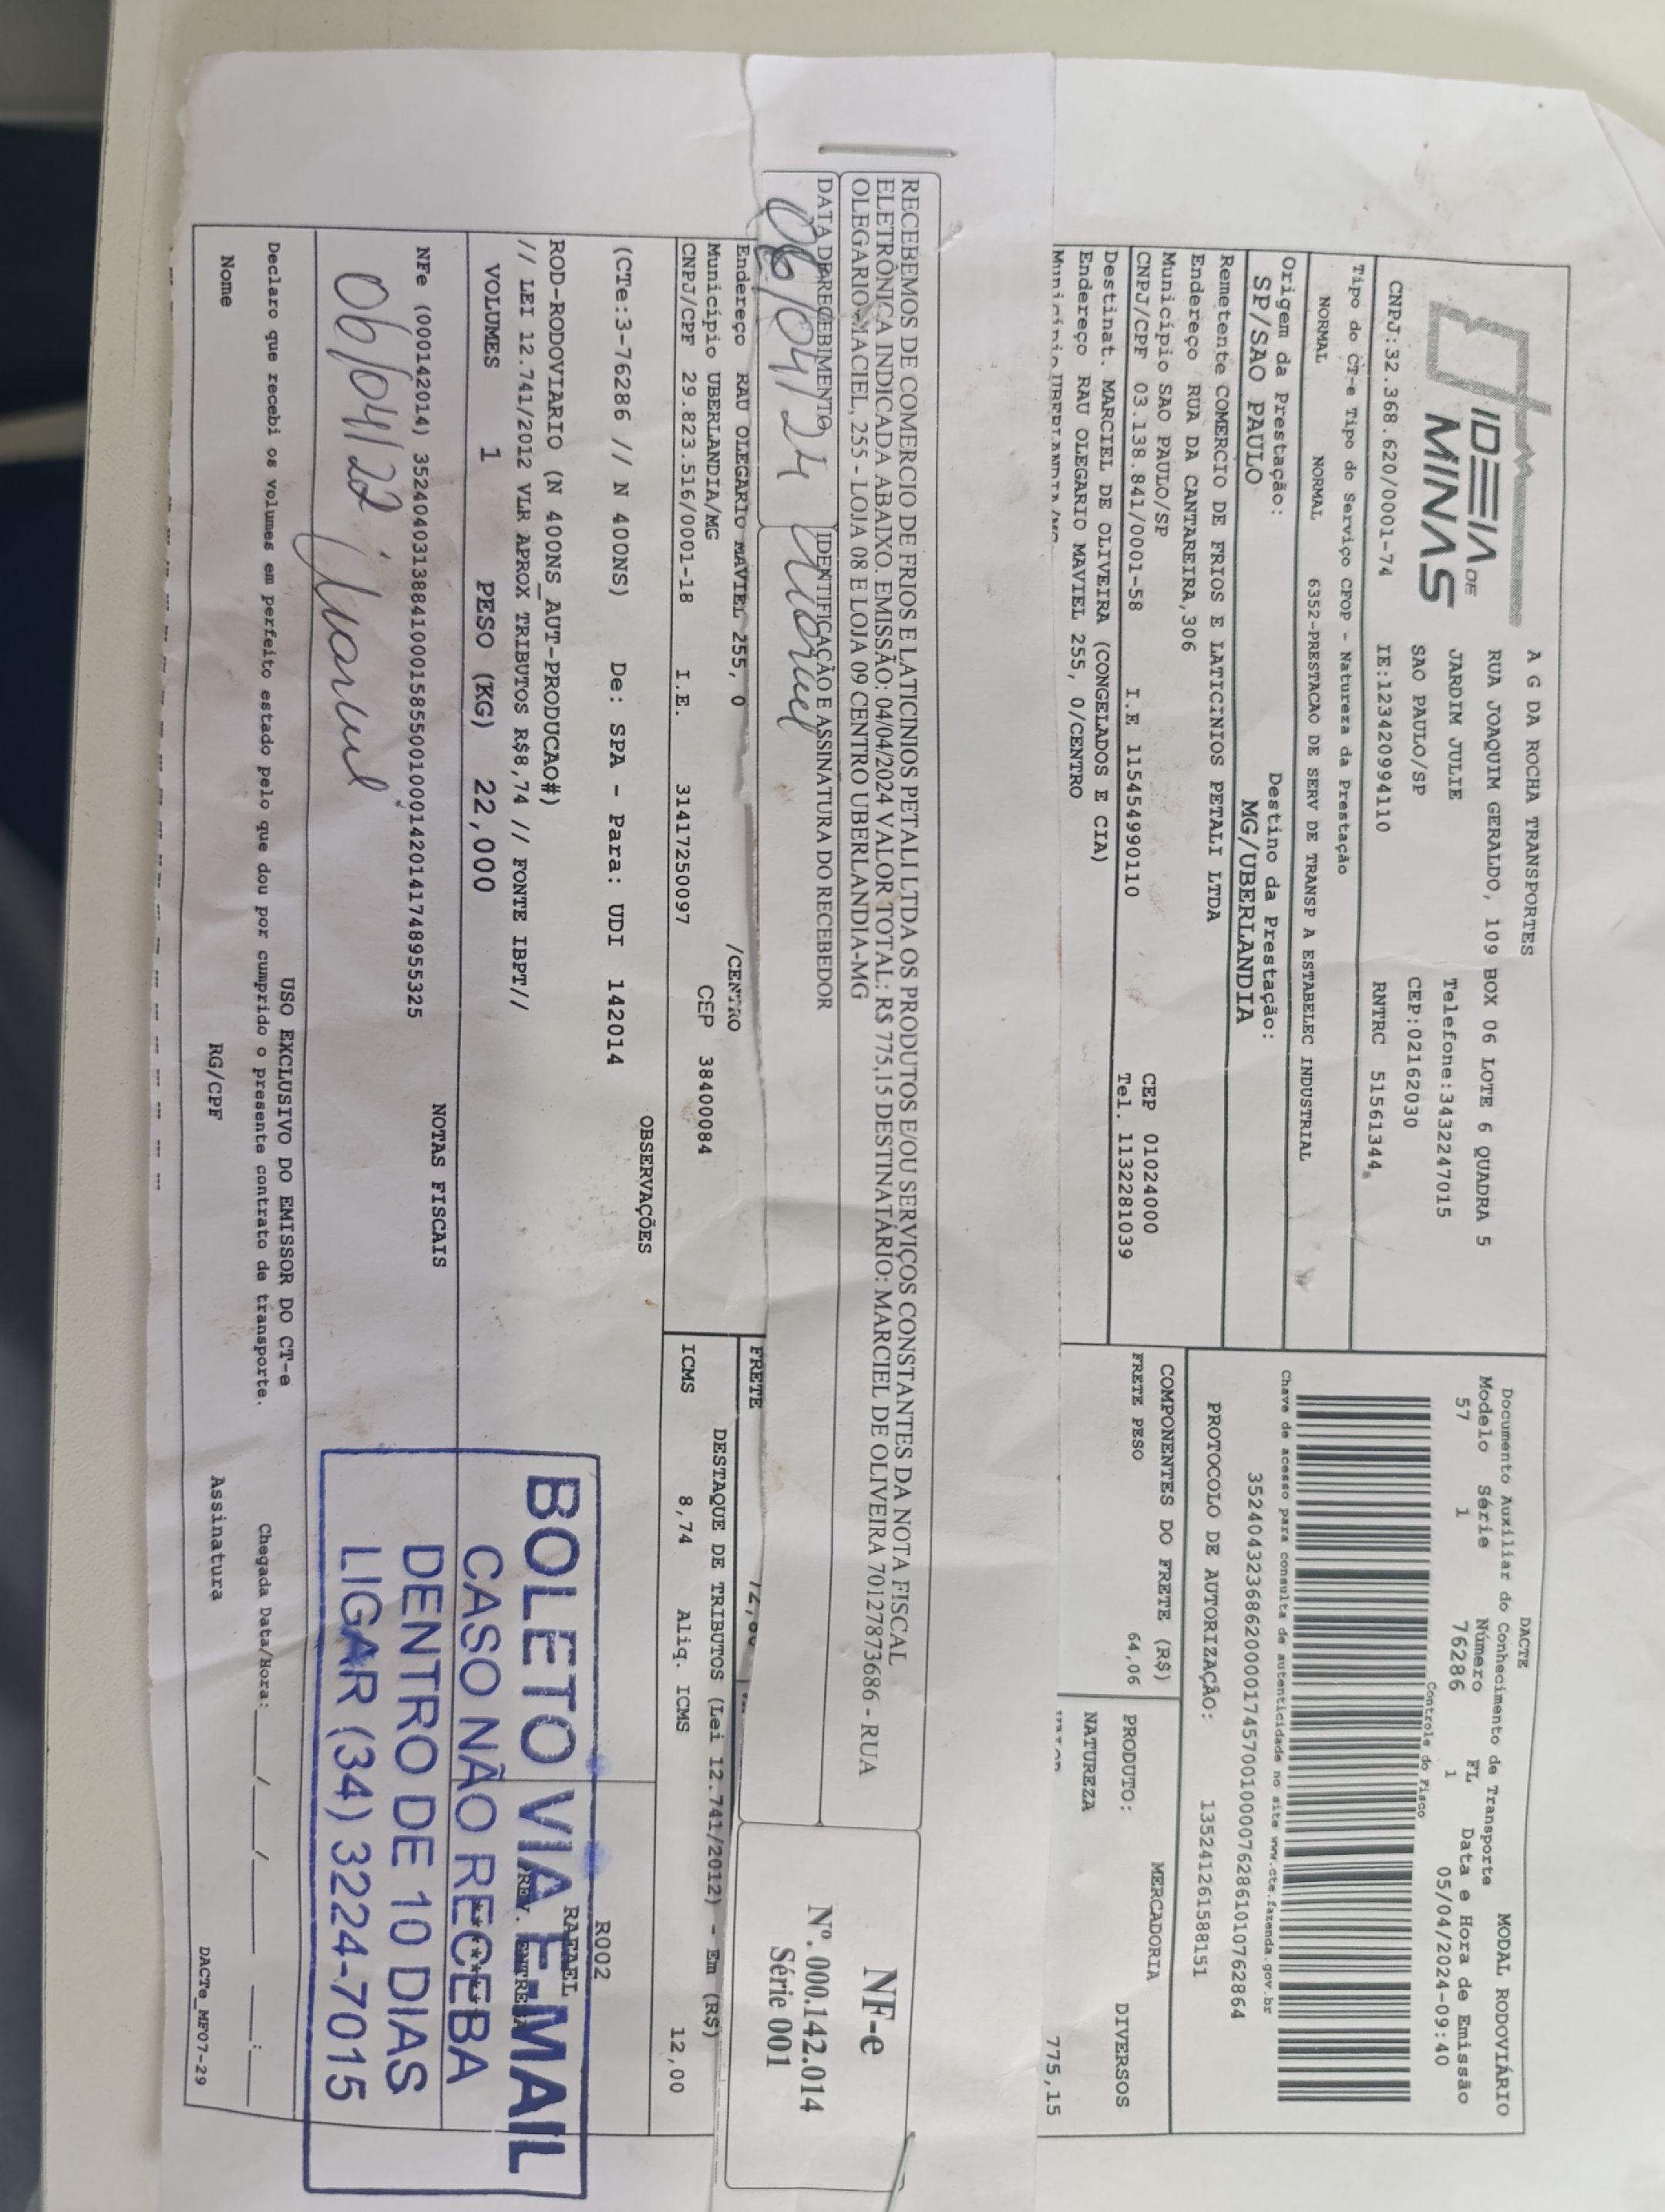 IDEIA DE
MINAS
A G DA ROCHA TRANSPORTES
RUA JOAQUIM GERALDO, 109 BOX 06 LOTE 6 QUADRA 5
JARDIM JULIE
Telefone:3432247015
SAO PAULO/SP
CEP:02162030
CNPJ:32.368.620/0001-74
IE:123420994110
RNTRC 51561344
Tipo do CT-e Tipo do Serviço CFOP - Natureza da Prestação
NORMAL NORMAL 6352-PRESTACAO DE SERV DE TRANSP A ESTABELEC INDUSTRIAL
Origem da Prestação: Destino da Prestação:
SP/SAO PAULO MG/UBERLANDIA
Remetente COMERCIO DE FRIOS E LATICINIOS PETALI LTDA
Endereço RUA DA CANTAREIRA,306
Município SAO PAULO/SP CEP 01024000
CNPJ/CPF 03.138.841/0001-58 I.E 115454990110 Tel. 1132281039
Destinat. MARCIEL DE OLIVEIRA (CONGELADOS E CIA)
Endereço RAU OLEGARIO MAVIEL 255, 0/CENTRO
Município UBERLANDIA/MG
DACTE MODAL RODOVIÁRIO
Documento Auxiliar do Conhecimento de Transporte
Modelo Série Número FL Data e Hora de Emissão
57 1 76286 1 05/04/2024-09:40
Controle do Fisco
Chave de acesso para consulta de autenticidade no site www.cte.fazenda.gov.br
35240432368620000174570010000762861010762864
PROTOCOLO DE AUTORIZAÇÃO: 135241261588151
COMPONENTES DO FRETE (R$) MERCADORIA
FRETE PESO 64,06 PRODUTO: DIVERSOS
NATUREZA
775,15
RECEBEMOS DE COMERCIO DE FRIOS E LATICINIOS PETALI LTDA OS PRODUTOS E/OU SERVIÇOS CONSTANTES DA NOTA FISCAL
ELETRÔNICA INDICADA ABAIXO. EMISSÃO: 04/04/2024 VALOR TOTAL: R$ 775,15 DESTINATÁRIO: MARCIEL DE OLIVEIRA 70127873686 - RUA
OLEGARIO MACIEL, 255 - LOJA 08 E LOJA 09 CENTRO UBERLANDIA-MG
DATA DE RECEBIMENTO IDENTIFICAÇÃO E ASSINATURA DO RECEBEDOR
06/04/24
NF-e
Nº. 000.142.014
Série 001
Endereço RAU OLEGARIO MAVIEL 255, 0 /CENTRO
Município UBERLANDIA/MG CEP 38400084
CNPJ/CPF 29.823.516/0001-18 I.E. 31417250097
FRETE
DESTAQUE DE TRIBUTOS (Lei 12.741/2012) - Em (R$)
ICMS 8,74 Aliq. ICMS 12,00
OBSERVAÇÕES
(CTe:3-76286 // N 400NS) De: SPA - Para: UDI 142014
R002
RAFAEL
ROD-RODOVIARIO (N 400NS_AUT-PRODUCAO#)
// LEI 12.741/2012 VLR APROX TRIBUTOS R$8,74 // FONTE IBPT//
PREV. ENTREGA
VOLUMES 1 PESO (KG) 22,000
NOTAS FISCAIS
NFe (000142014) 35240403138841000158550010001420141748955325
06/04/22
BOLETO VIA E-MAIL
CASO NÃO RECEBA
DENTRO DE 10 DIAS
LIGAR (34) 3224-7015
USO EXCLUSIVO DO EMISSOR DO CT-e
Declaro que recebi os volumes em perfeito estado pelo que dou por cumprido o presente contrato de transporte. Chegada Data/Hora: ____/____/____ ____:____
Nome RG/CPF Assinatura
DACTe_MF07-29